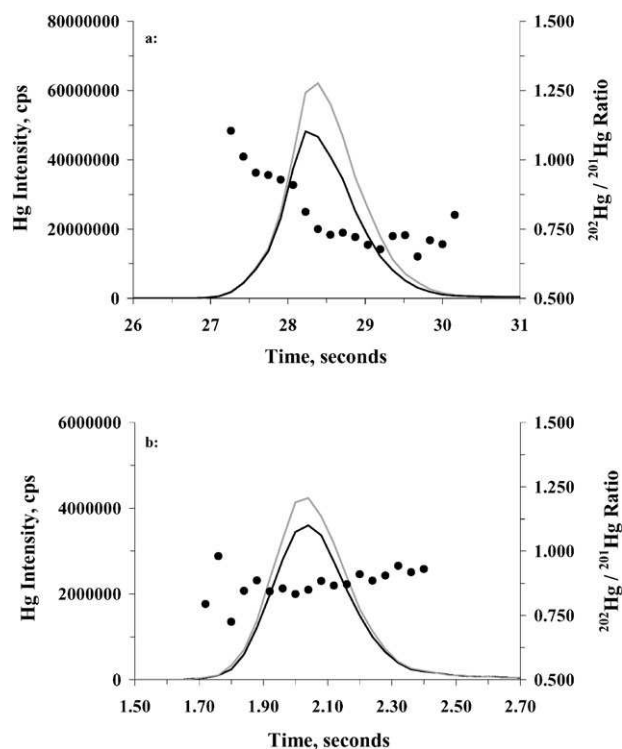 a:
Hg Intensity, cps
80000000
60000000
40000000
20000000
0
1.500
1.250
1.000
0.750
0.500
²⁰²Hg / ²⁰¹Hg Ratio
26 27 28 29 30 31
Time, seconds
b:
Hg Intensity, cps
6000000
4000000
2000000
0
1.500
1.250
1.000
0.750
0.500
²⁰²Hg / ²⁰¹Hg Ratio
1.50 1.70 1.90 2.10 2.30 2.50 2.70
Time, seconds